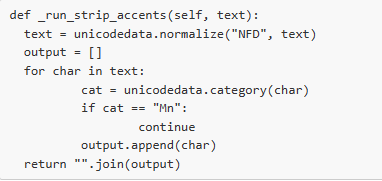 def _run_strip_accents(self, text):
  text = unicodedata.normalize("NFD", text)
  output = []
  for char in text:
          cat = unicodedata.category(char)
          if cat == "Mn":
                  continue
          output.append(char)
  return "".join(output)